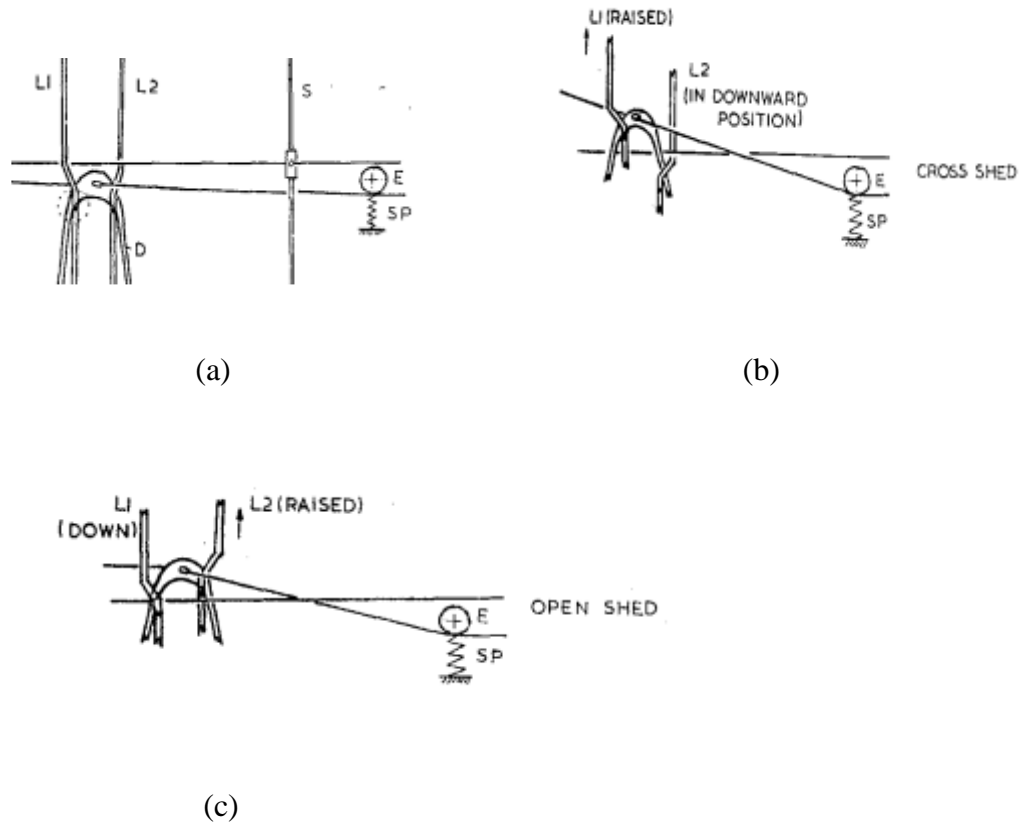 L1
L2
S
E
SP
D
(a)
L1 (RAISED)
L2
(IN DOWNWARD
POSITION)
CROSS SHED
E
SP
(b)
L1
(DOWN)
L2 (RAISED)
OPEN SHED
E
SP
(c)